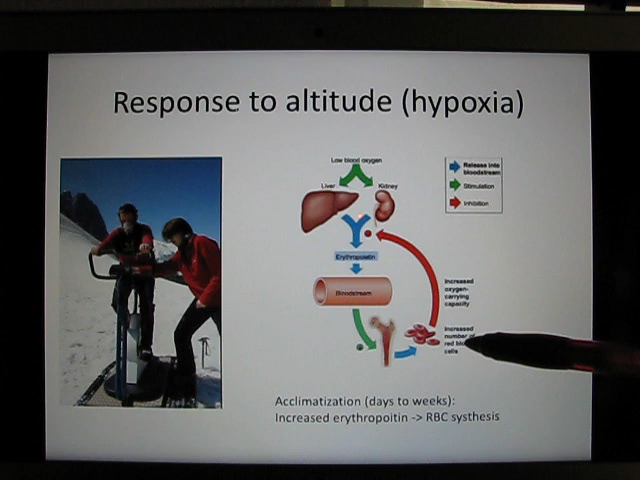 Response to altitude (hypoxia)
Low blood oxygen
Liver
Kidney
Release into
bloodstream
Stimulation
Inhibition
Erythropoietin
Bloodstream
Increased
oxygen-
carrying
capacity
Increased
number of
red
cells
Acclimatization (days to weeks):
Increased erythropoitin -> RBC systhesis